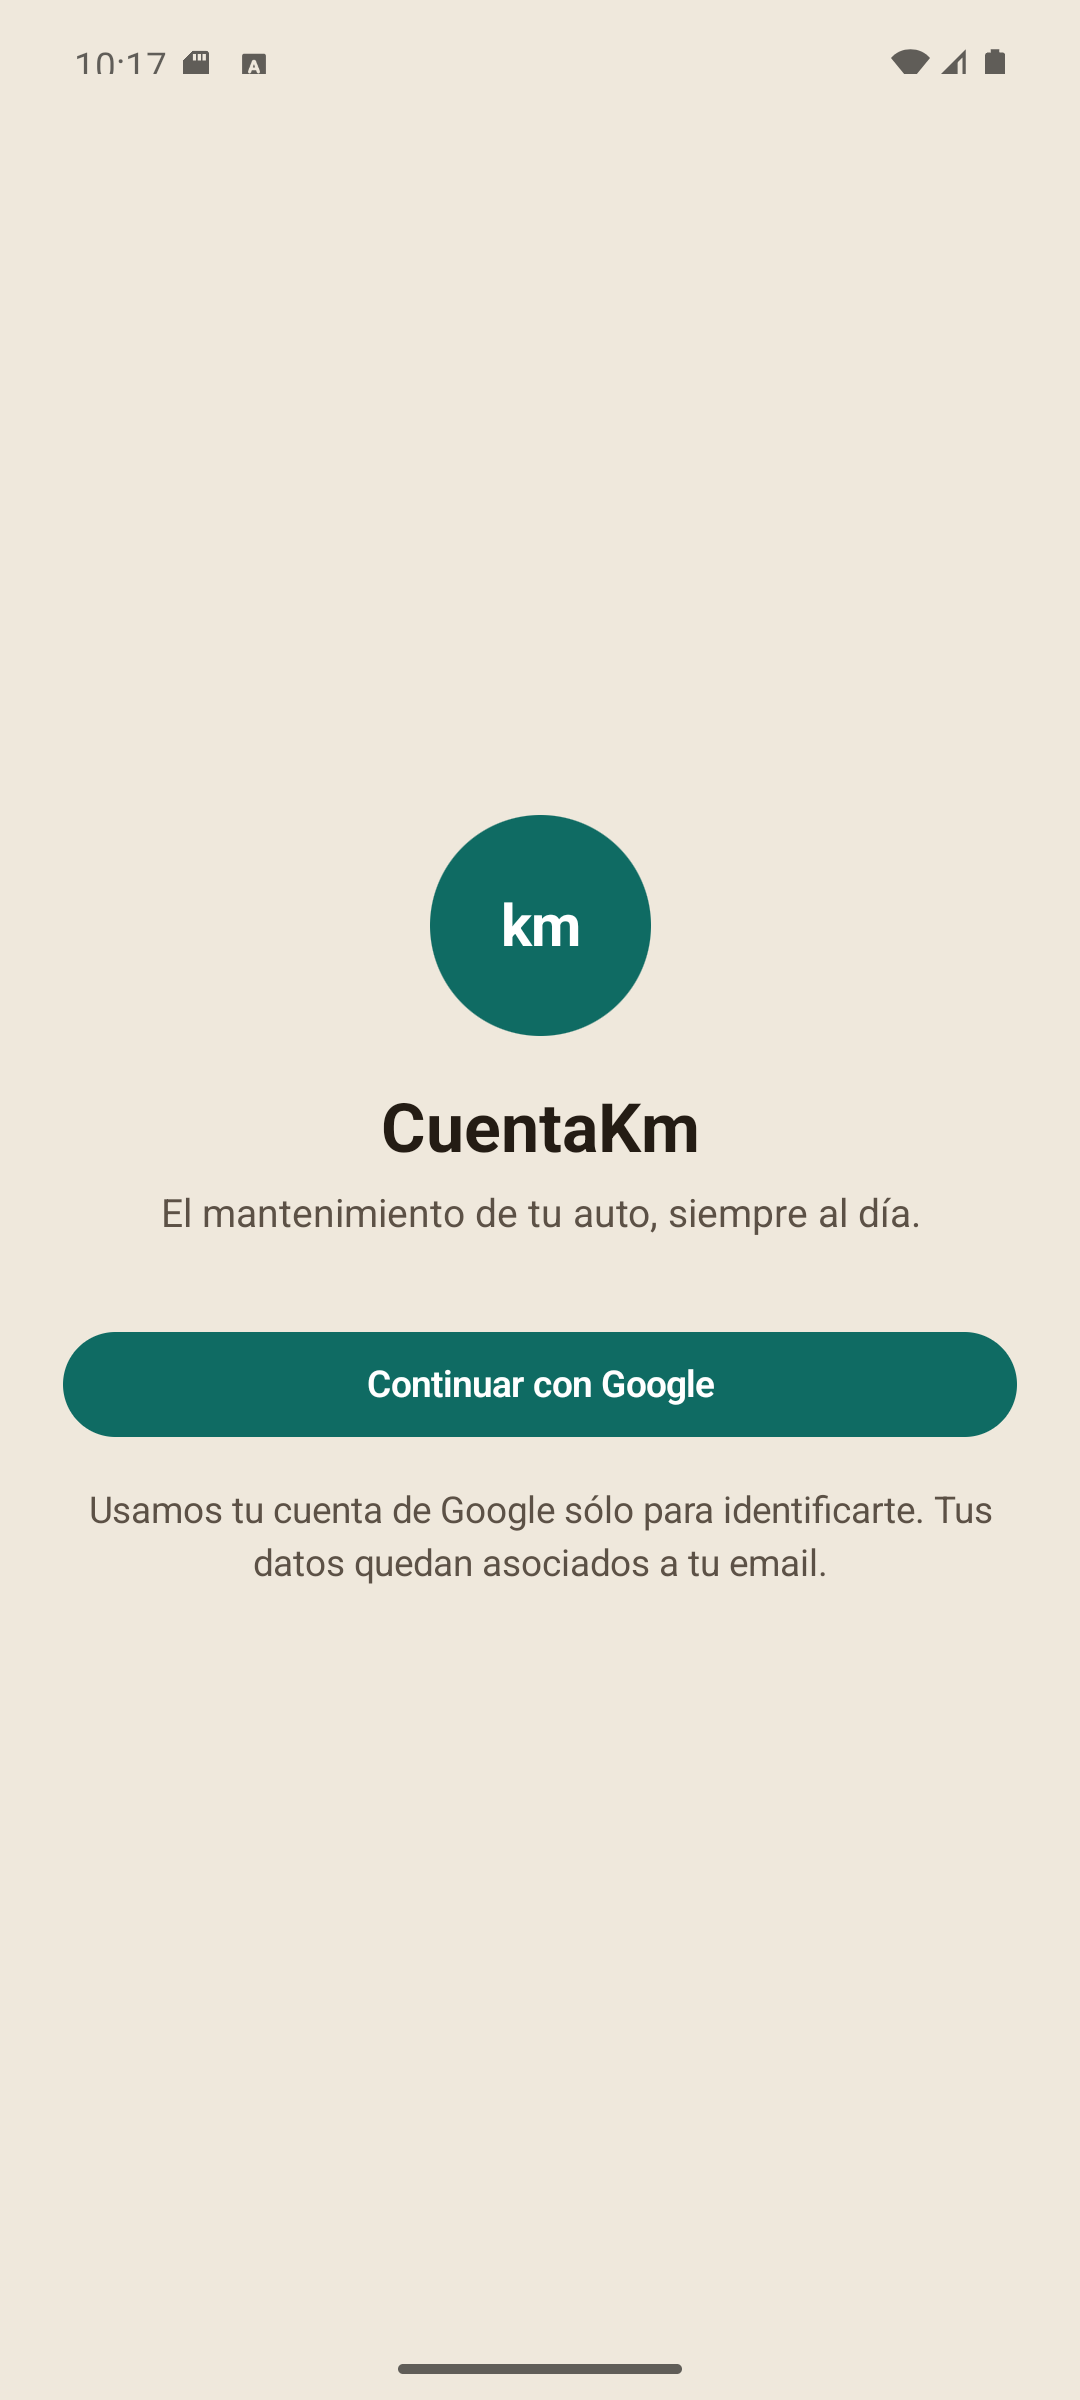 10:17
km
CuentaKm
El mantenimiento de tu auto, siempre al día.
Continuar con Google
Usamos tu cuenta de Google sólo para identificarte. Tus
datos quedan asociados a tu email.